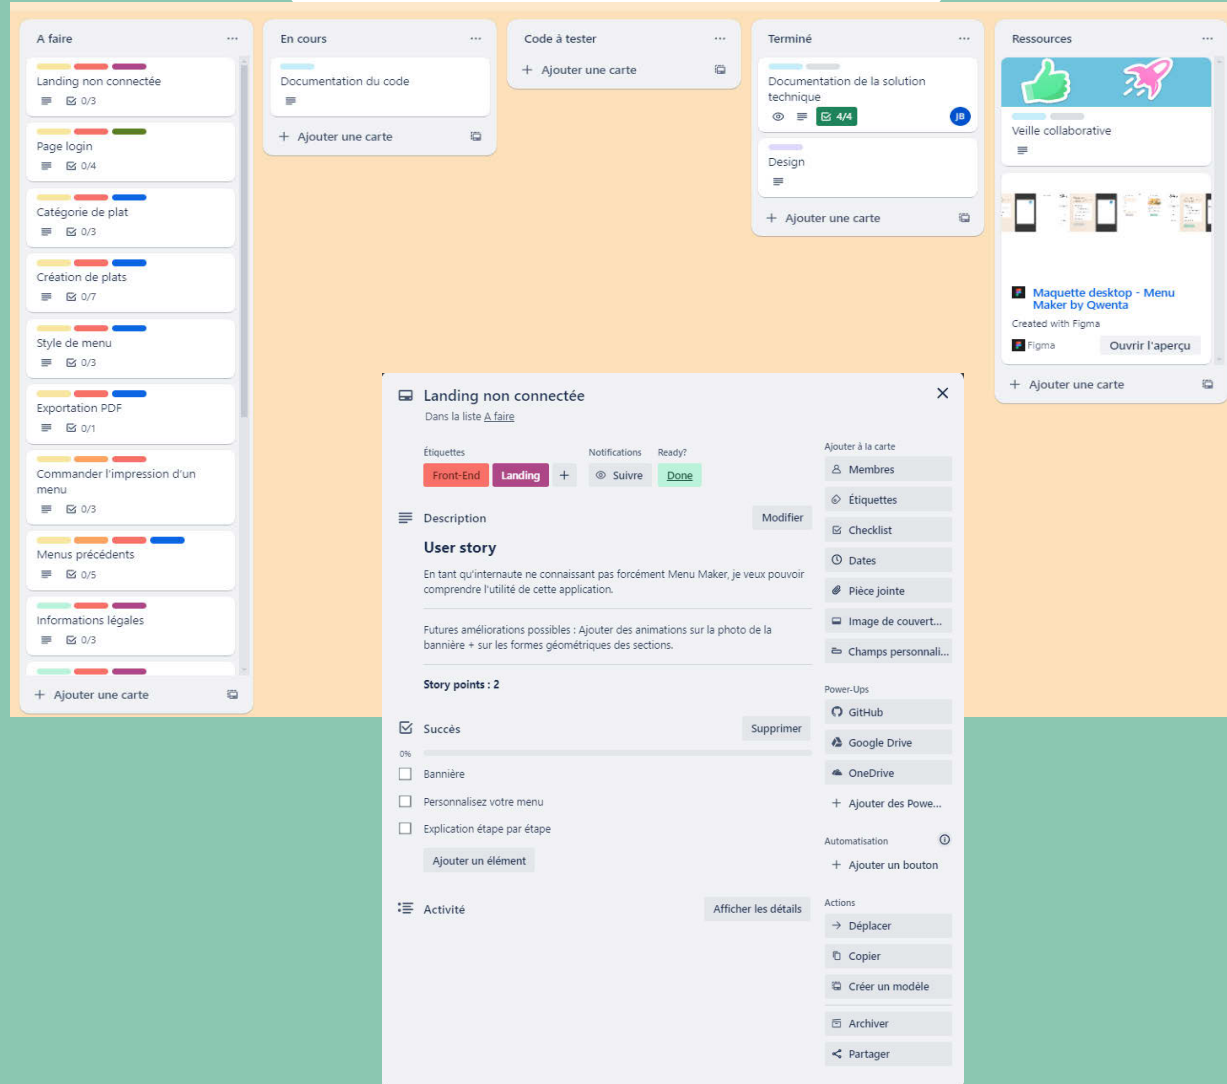 A faire
Landing non connectée
0/3
Page login
0/4
Catégorie de plat
0/3
Création de plats
0/7
Style de menu
0/3
Exportation PDF
0/1
Commander l'impression d'un
menu
0/3
Menus précédents
0/5
Informations légales
0/3
+ Ajouter une carte
En cours
Documentation du code
+ Ajouter une carte
Code à tester
+ Ajouter une carte
Terminé
Documentation de la solution
technique
4/4
JB
Design
+ Ajouter une carte
Ressources
Veille collaborative
Maquette desktop - Menu
Maker by Qwenta
Created with Figma
Figma
Ouvrir l'aperçu
+ Ajouter une carte
Landing non connectée
Dans la liste A faire
Étiquettes
Notifications
Ready?
Front-End
Landing
+
Suivre
Done
Description
Modifier
User story
En tant qu'internaute ne connaissant pas forcément Menu Maker, je veux pouvoir
comprendre l'utilité de cette application.
Futures améliorations possibles : Ajouter des animations sur la photo de la
bannière + sur les formes géométriques des sections.
Story points : 2
Succès
Supprimer
0%
Bannière
Personnalisez votre menu
Explication étape par étape
Ajouter un élément
Activité
Afficher les détails
Ajouter à la carte
Membres
Étiquettes
Checklist
Dates
Pièce jointe
Image de couvert...
Champs personnali...
Power-Ups
GitHub
Google Drive
OneDrive
+ Ajouter des Powe...
Automatisation
+ Ajouter un bouton
Actions
Déplacer
Copier
Créer un modèle
Archiver
Partager